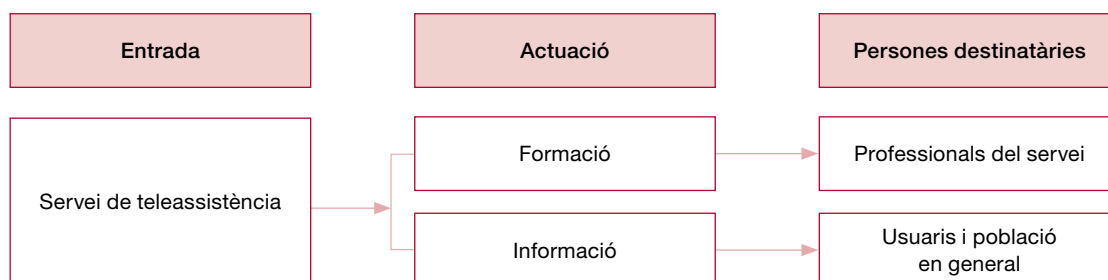 Entrada
Actuació
Persones destinatàries
Servei de teleassistència
Formació
Professionals del servei
Informació
Usuaris i població
en general